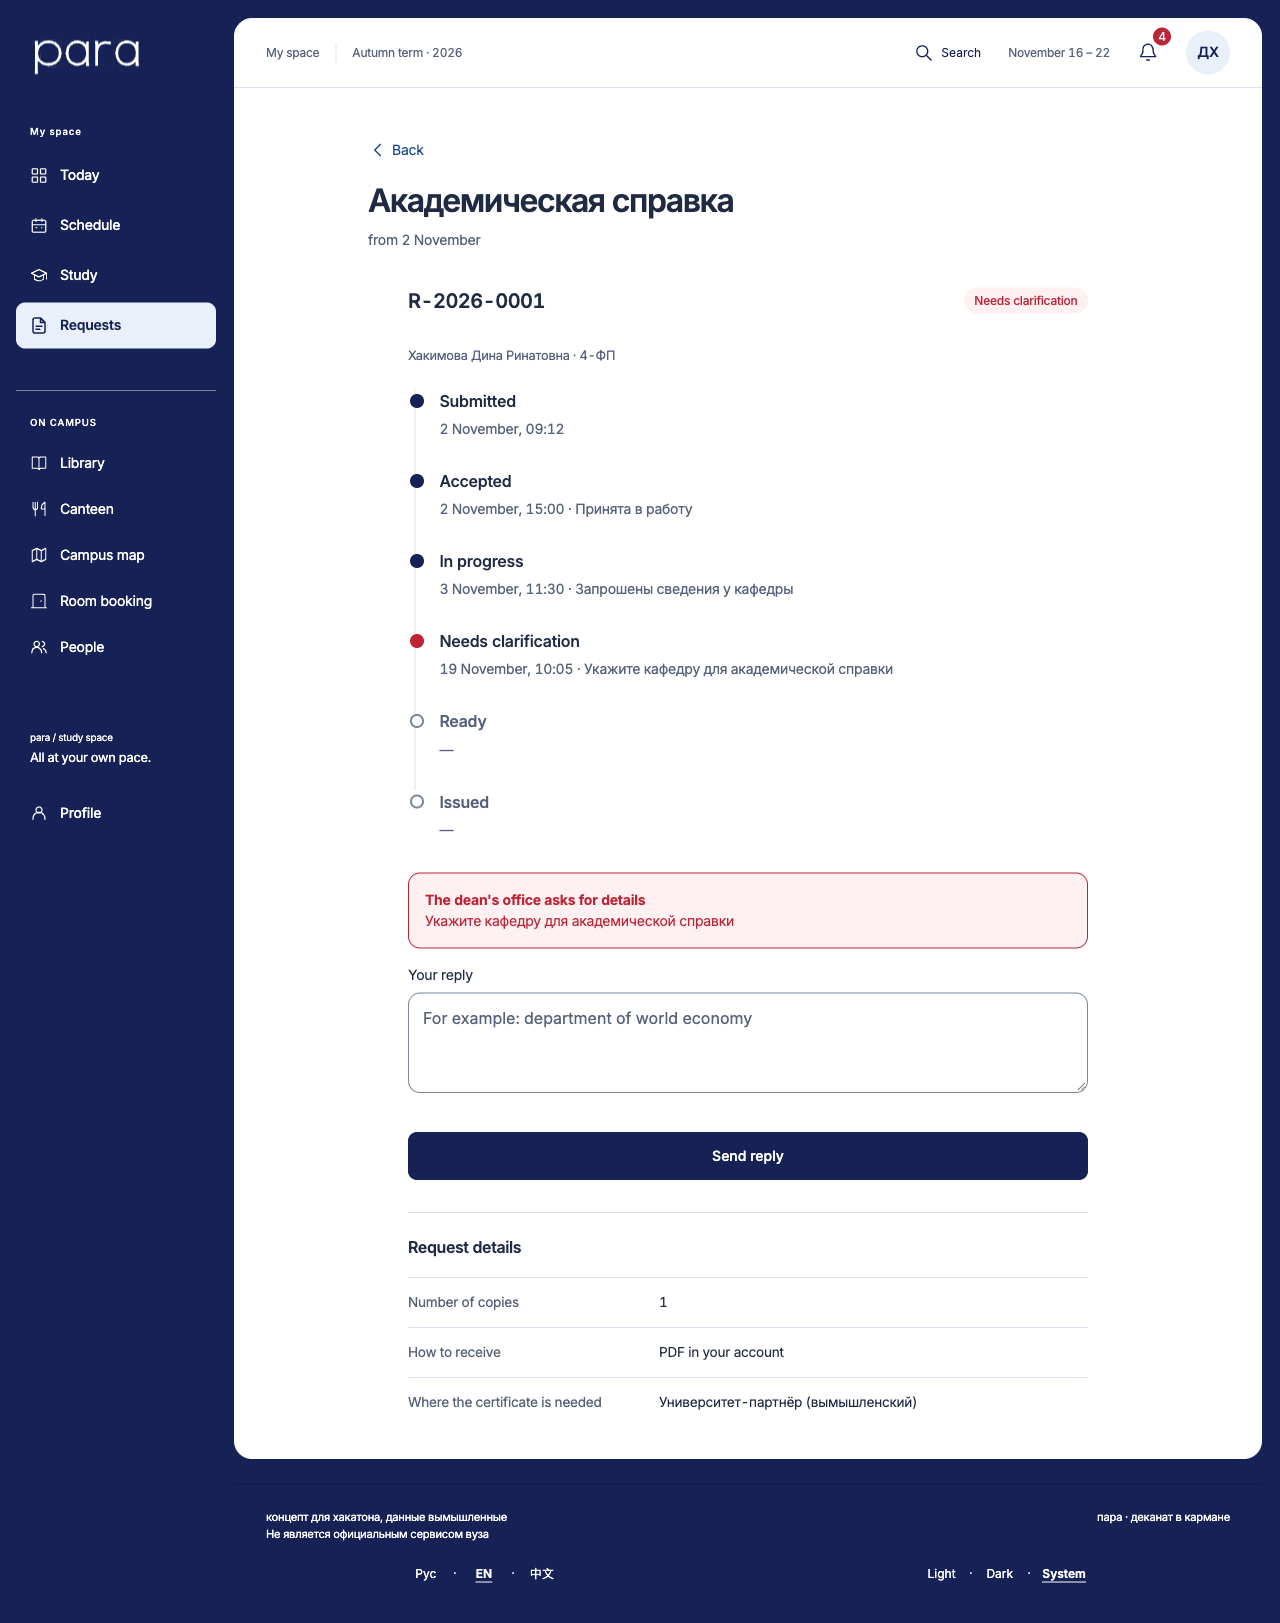 para
My space
Today
Schedule
Study
Requests
ON CAMPUS
Library
Canteen
Campus map
Room booking
People
para / study space
All at your own pace.
Profile
My space
Autumn term · 2026
Search
November 16 – 22
4
ДХ
Back
Академическая справка
from 2 November
R-2026-0001
Needs clarification
Хакимова Дина Ринатовна · 4-ФП
Submitted
2 November, 09:12
Accepted
2 November, 15:00 · Принята в работу
In progress
3 November, 11:30 · Запрошены сведения у кафедры
Needs clarification
19 November, 10:05 · Укажите кафедру для академической справки
Ready
—
Issued
—
The dean's office asks for details
Укажите кафедру для академической справки
Your reply
For example: department of world economy
Send reply
Request details
Number of copies
1
How to receive
PDF in your account
Where the certificate is needed
Университет-партнёр (вымышленский)
концепт для хакатона, данные вымышленные
Не является официальным сервисом вуза
пара · деканат в кармане
Рус · EN · 中文
Light · Dark · System